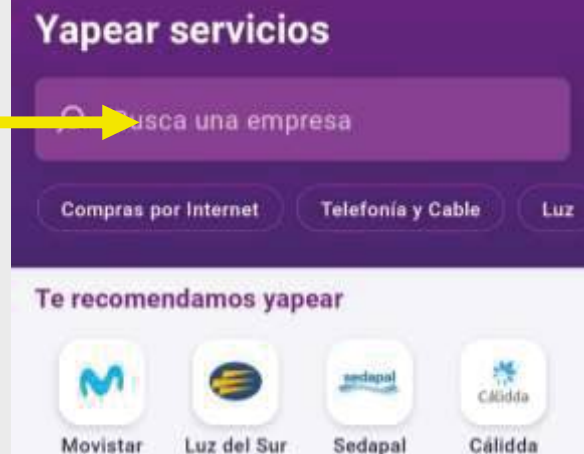 Yapear servicios
Busca una empresa
Compras por Internet Telefonía y Cable Luz
Te recomendamos yapear
sedapal
Cálidda
Movistar Luz del Sur Sedapal Cálidda